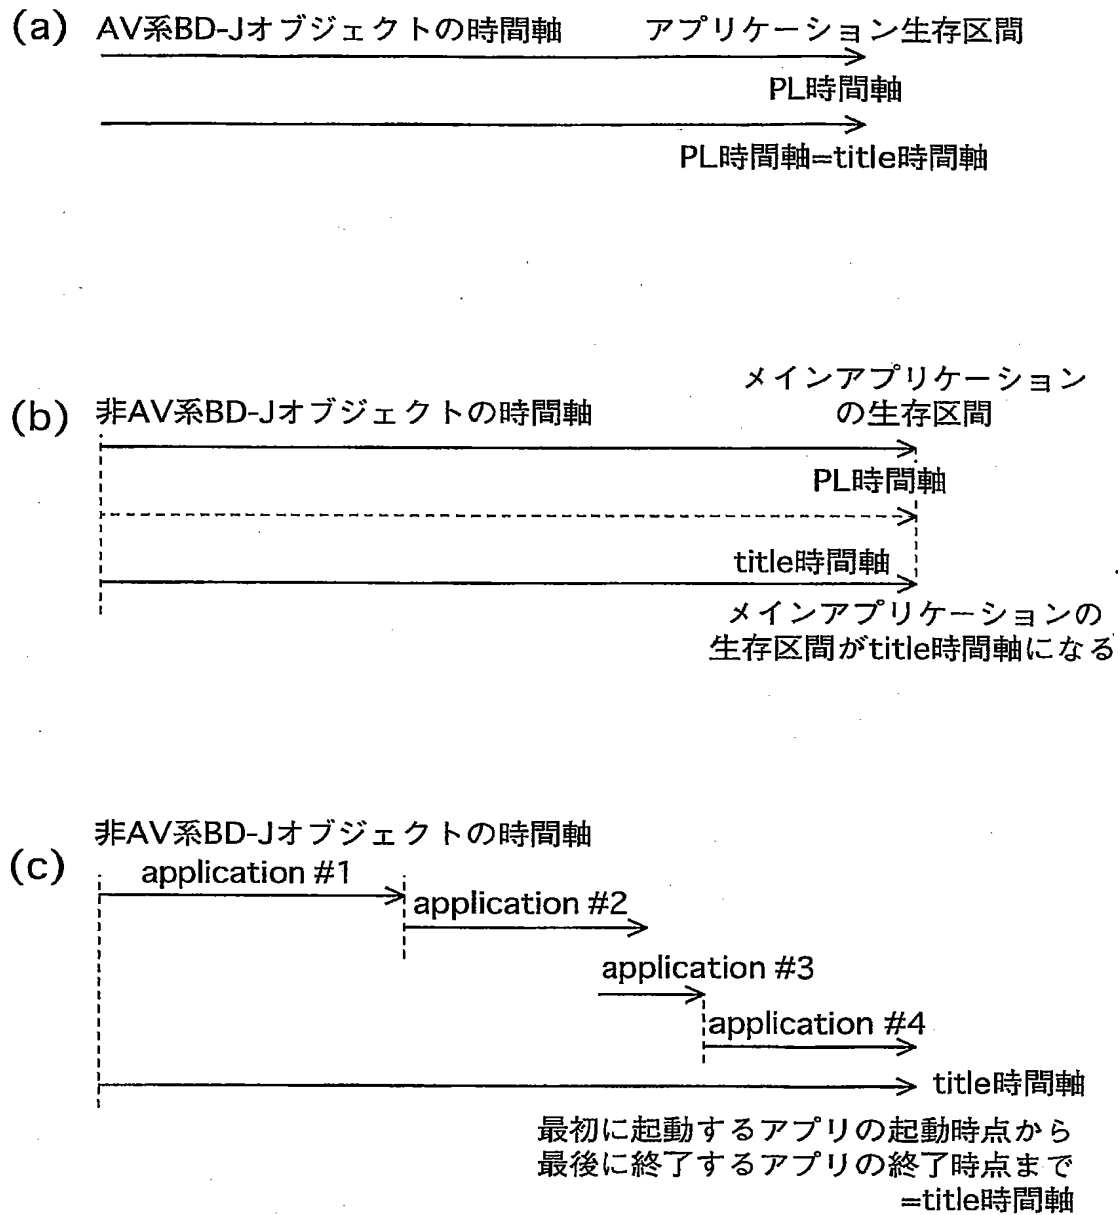 (a) AV系BD-Jオブジェクトの時間軸 アプリケーション生存区間
PL時間軸
PL時間軸=title時間軸
(b) 非AV系BD-Jオブジェクトの時間軸
メインアプリケーション
の生存区間
PL時間軸
title時間軸
メインアプリケーションの
生存区間がtitle時間軸になる
(c) 非AV系BD-Jオブジェクトの時間軸
application #1
application #2
application #3
application #4
title時間軸
最初に起動するアプリの起動時点から
最後に終了するアプリの終了時点まで
=title時間軸